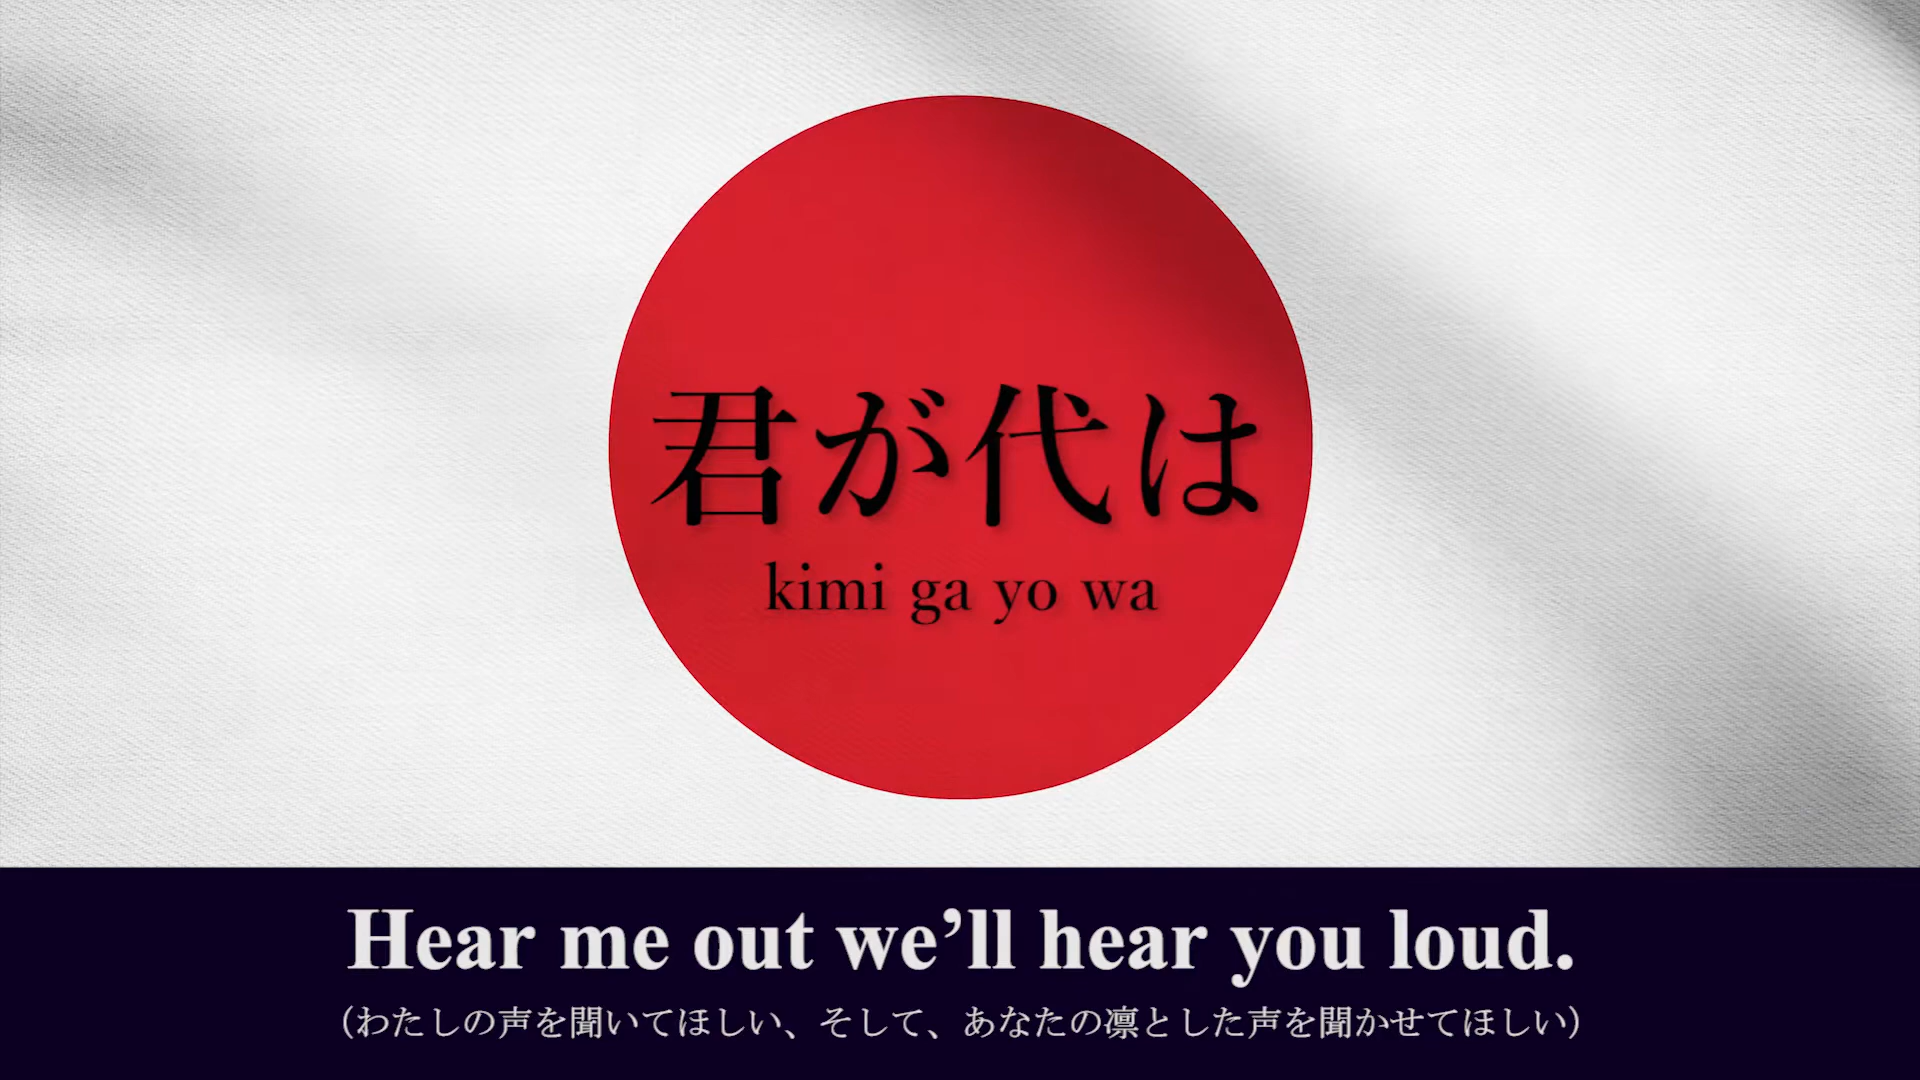 君が代は
kimi ga yo wa
Hear me out we’ll hear you loud.
（わたしの声を聞いてほしい、そして、あなたの凛とした声を聞かせてほしい）